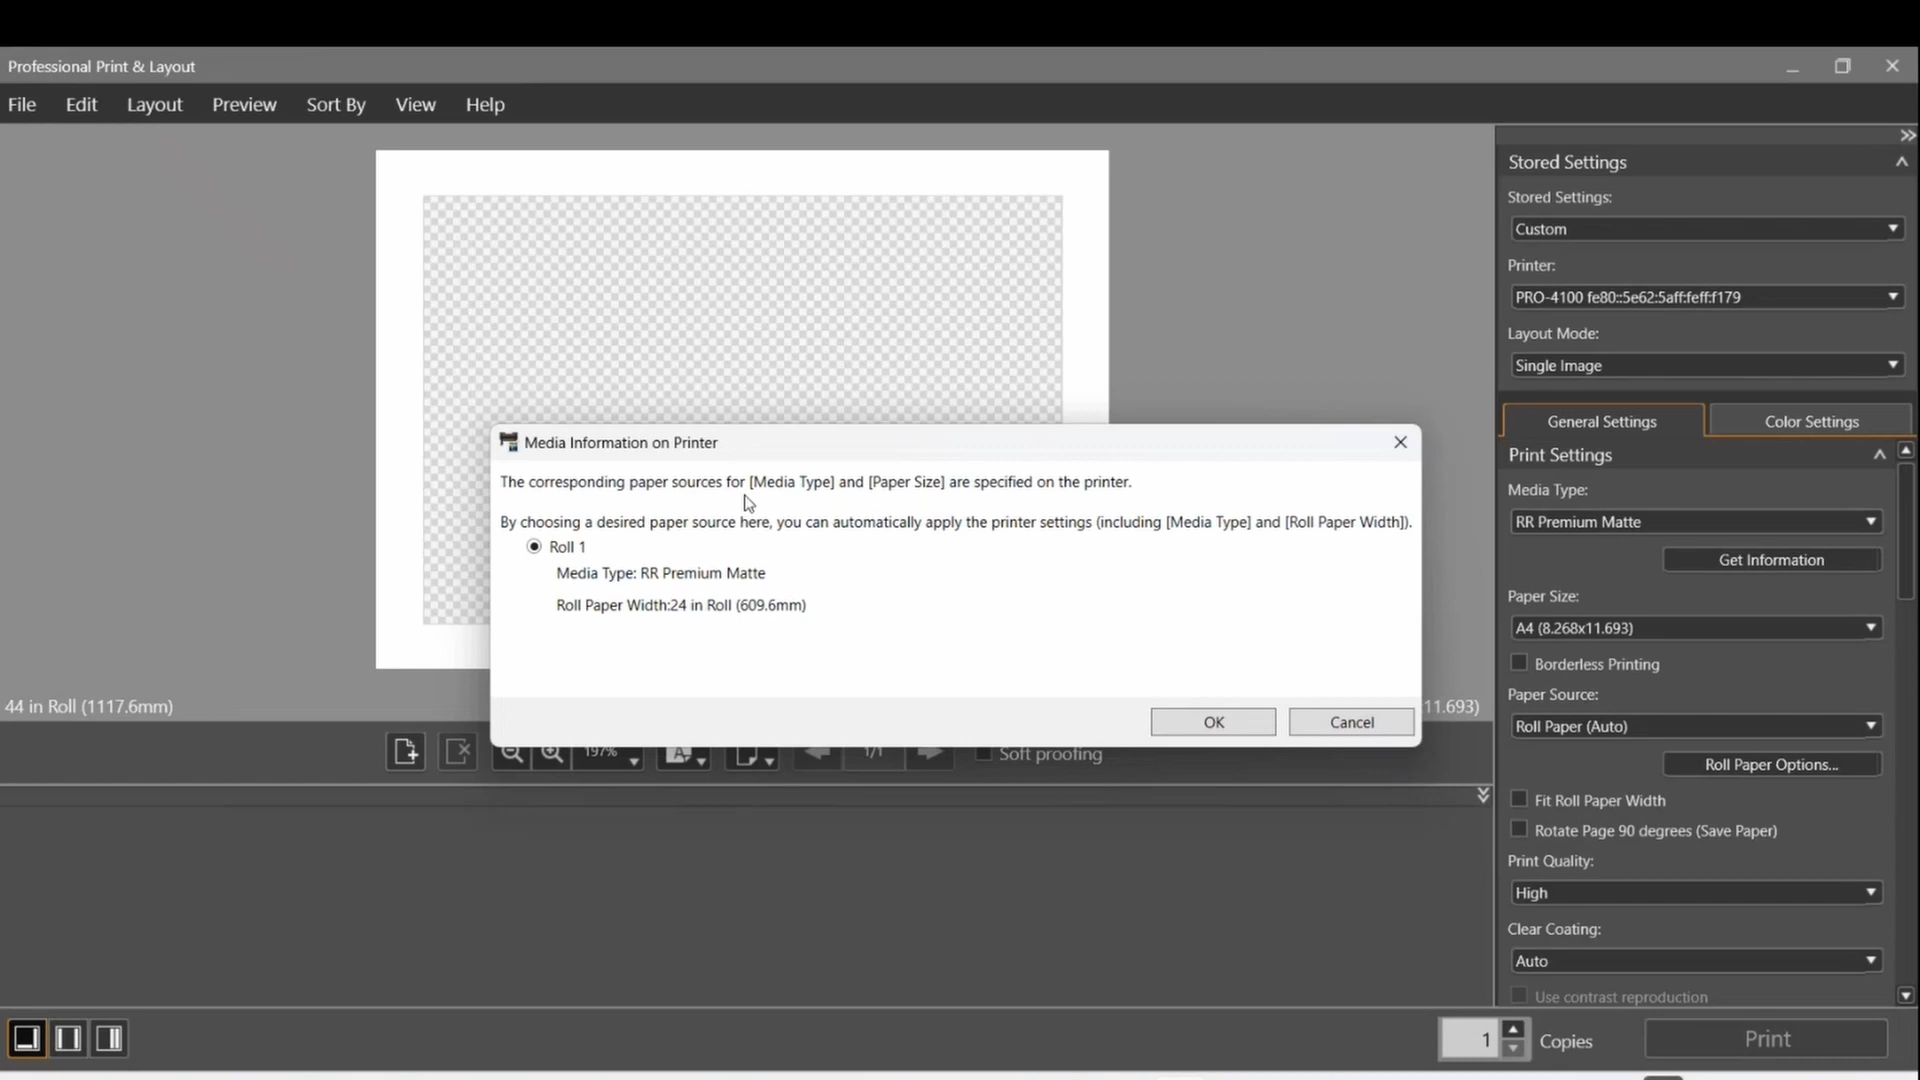 Professional Print & Layout
File Edit Layout Preview Sort By View Help
Stored Settings
Stored Settings:
Custom
Printer:
PRO-4100 fe80::5e62:5aff:feff:f179
Layout Mode:
Single Image
General Settings Color Settings
Print Settings
Media Type:
RR Premium Matte
Get Information
Paper Size:
A4 (8.268x11.693)
Borderless Printing
Paper Source:
Roll Paper (Auto)
Roll Paper Options...
Fit Roll Paper Width
Rotate Page 90 degrees (Save Paper)
Print Quality:
High
Clear Coating:
Auto
Use contrast reproduction
Media Information on Printer
The corresponding paper sources for [Media Type] and [Paper Size] are specified on the printer.
By choosing a desired paper source here, you can automatically apply the printer settings (including [Media Type] and [Roll Paper Width]).
Roll 1
Media Type: RR Premium Matte
Roll Paper Width:24 in Roll (609.6mm)
OK Cancel
44 in Roll (1117.6mm)
11.693)
197% A 1/1 Soft proofing
1 Copies Print